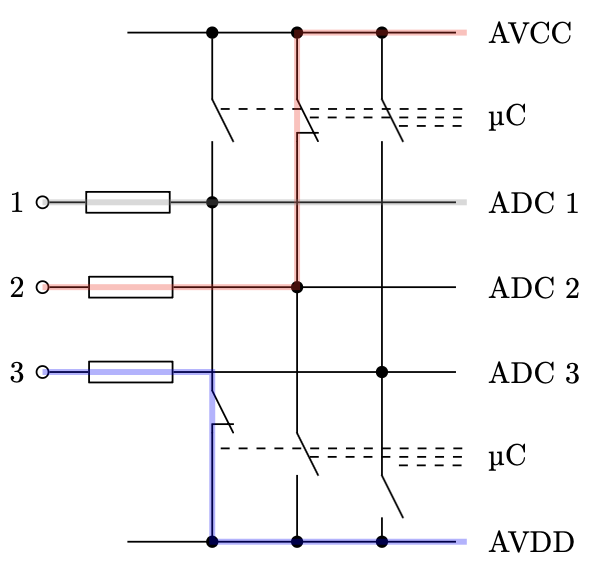 AVCC
µC
1 ADC 1
2 ADC 2
3 ADC 3
µC
AVDD